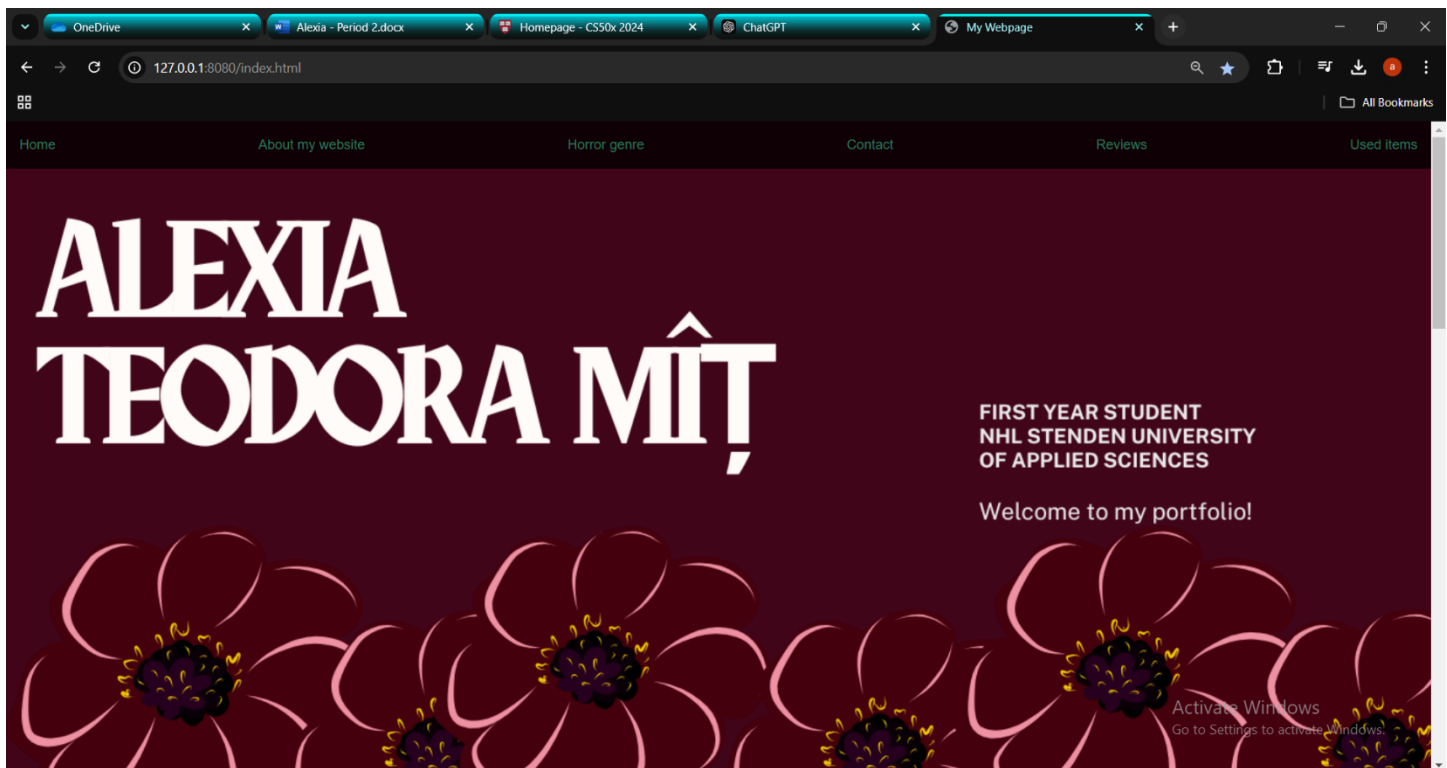 OneDrive
Alexia - Period 2.docx
Homepage - CS50x 2024
ChatGPT
My Webpage
127.0.0.1:8080/index.html
a
All Bookmarks
Home
About my website
Horror genre
Contact
Reviews
Used items
ALEXIA
TEODORA MÎȚ
FIRST YEAR STUDENT
NHL STENDEN UNIVERSITY
OF APPLIED SCIENCES
Welcome to my portfolio!
Activate Windows
Go to Settings to activate Windows.